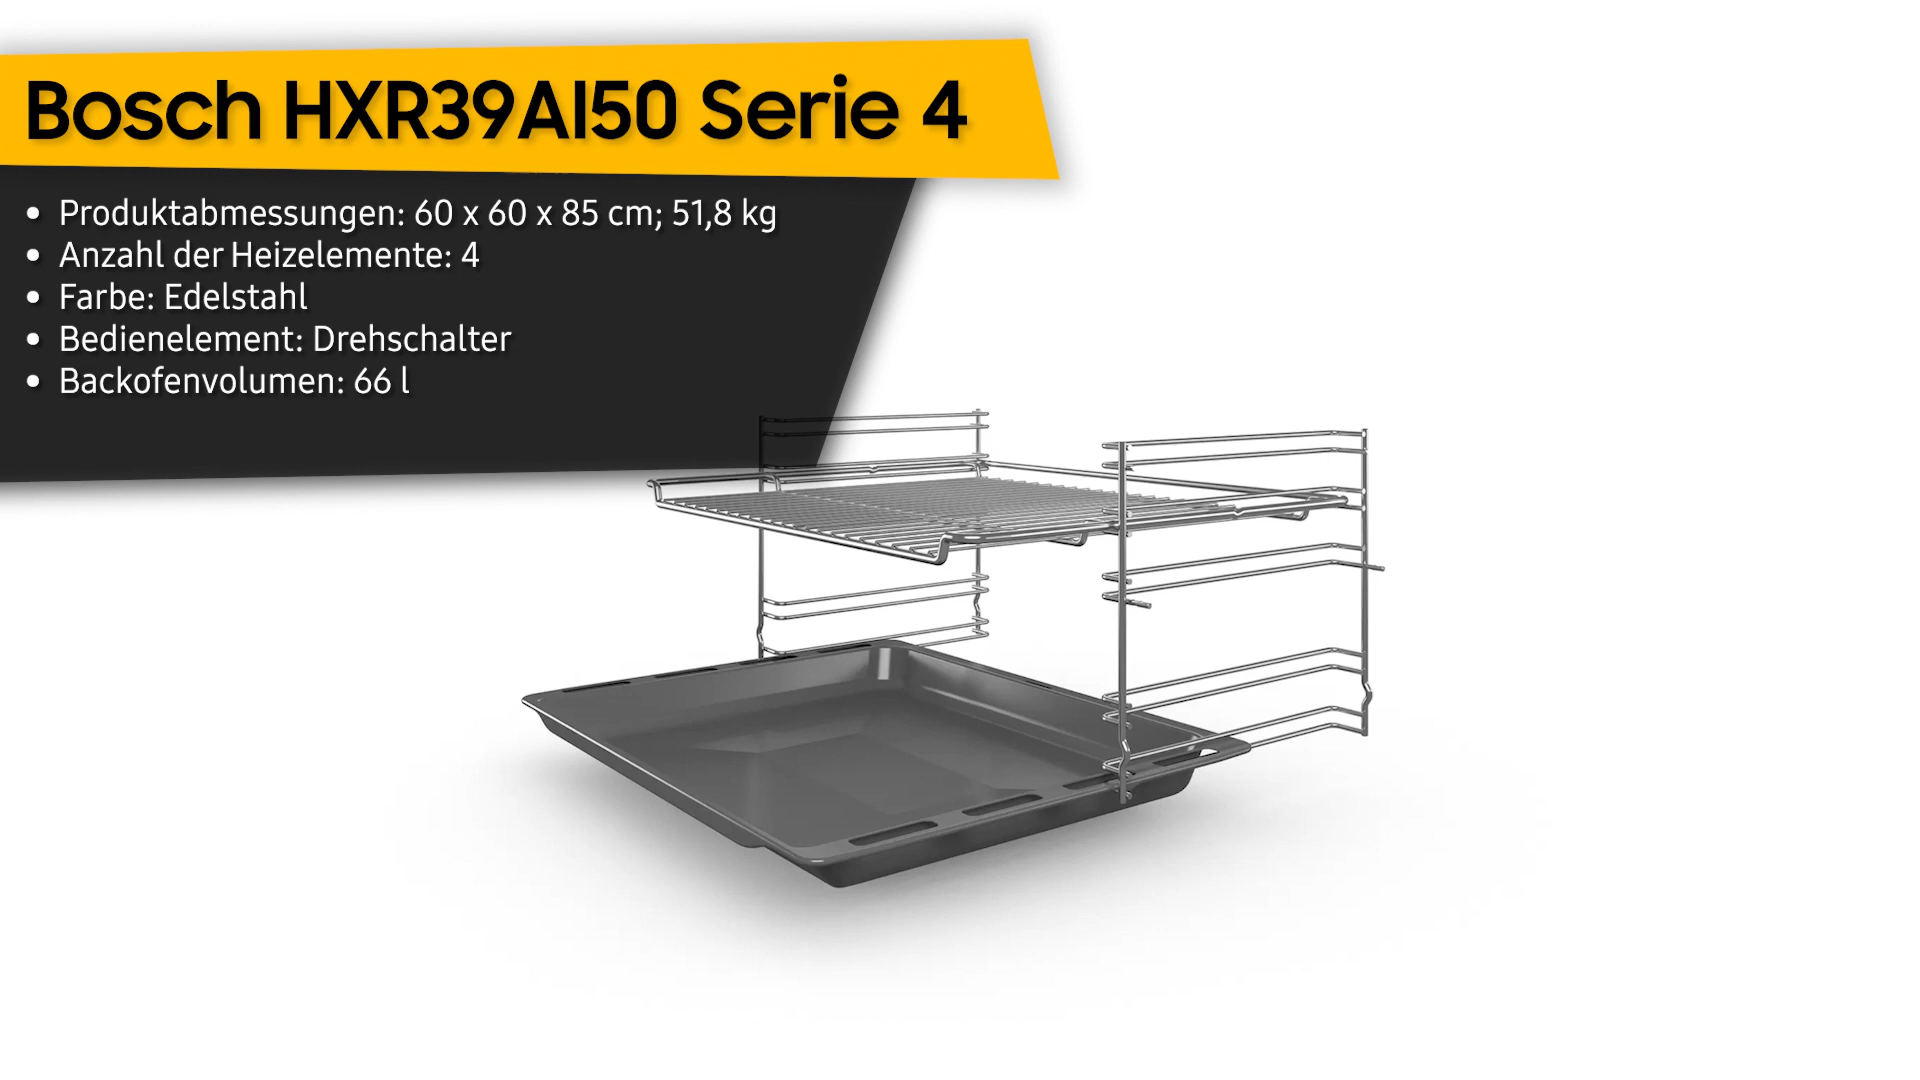 Bosch HXR39AI50 Serie 4
• Produktabmessungen: 60 x 60 x 85 cm; 51,8 kg
• Anzahl der Heizelemente: 4
• Farbe: Edelstahl
• Bedienelement: Drehschalter
• Backofenvolumen: 66 l